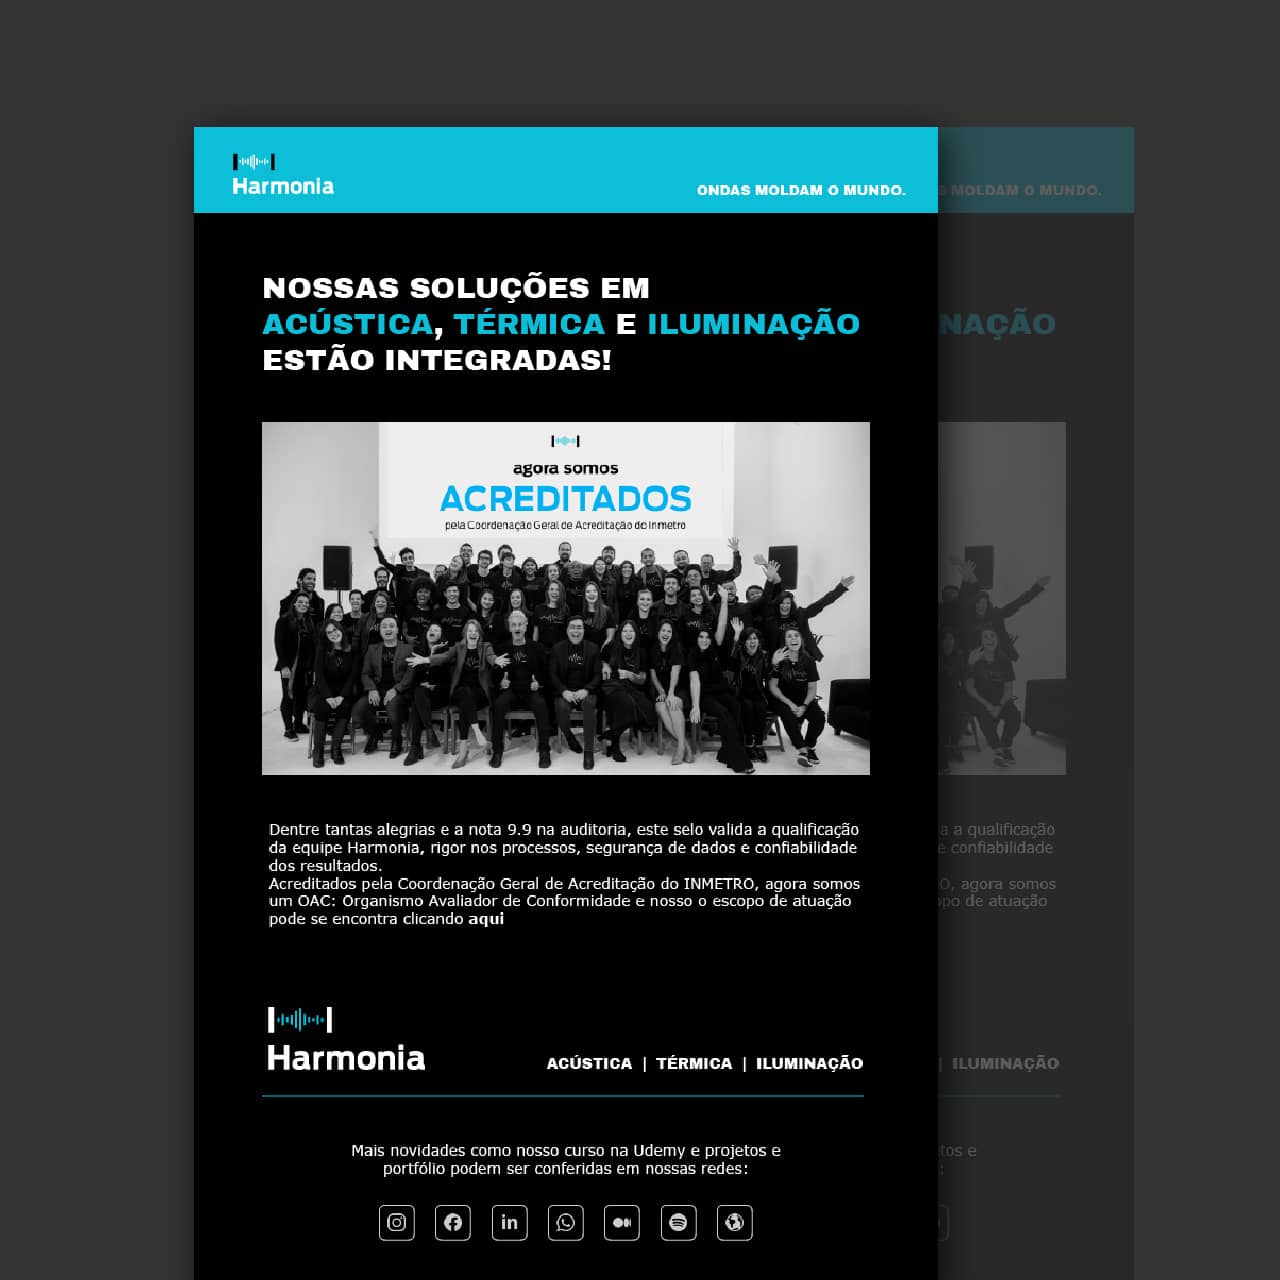 Harmonia
ONDAS MOLDAM O MUNDO.
S MOLDAM O MUNDO.
NOSSAS SOLUÇÕES EM
ACÚSTICA, TÉRMICA E ILUMINAÇÃO
NAÇÃO
ESTÃO INTEGRADAS!
agora somos
ACREDITADOS
pela Coordenação Geral de Acreditação do Inmetro
Dentre tantas alegrias e a nota 9.9 na auditoria, este selo valida a qualificação
a a qualificação
da equipe Harmonia, rigor nos processos, segurança de dados e confiabilidade
e confiabilidade
dos resultados.
Acreditados pela Coordenação Geral de Acreditação do INMETRO, agora somos
O, agora somos
um OAC: Organismo Avaliador de Conformidade e nosso o escopo de atuação
opo de atuação
pode se encontra clicando aqui
Harmonia
ACÚSTICA | TÉRMICA | ILUMINAÇÃO
| ILUMINAÇÃO
Mais novidades como nosso curso na Udemy e projetos e
tos e
portfólio podem ser conferidas em nossas redes:
: